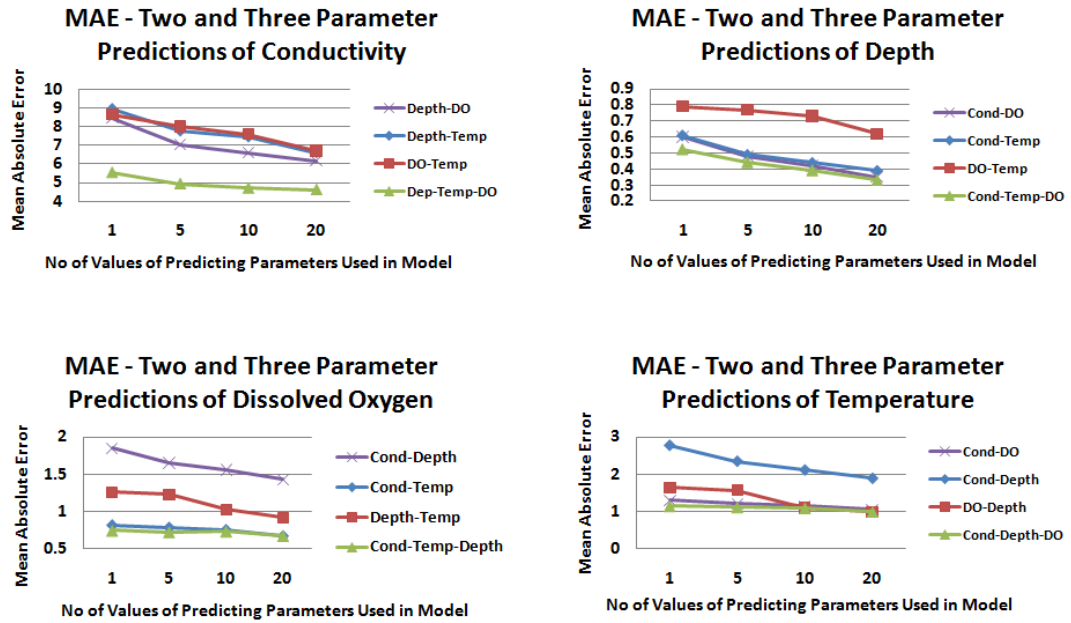 MAE - Two and Three Parameter
Predictions of Conductivity
Mean Absolute Error
10
9
8
7
6
5
4
1
5
10
20
Depth-DO
Depth-Temp
DO-Temp
Dep-Temp-DO
No of Values of Predicting Parameters Used in Model
MAE - Two and Three Parameter
Predictions of Depth
Mean Absolute Error
0.9
0.8
0.7
0.6
0.5
0.4
0.3
0.2
1
5
10
20
Cond-DO
Cond-Temp
DO-Temp
Cond-Temp-DO
No of Values of Predicting Parameters Used in Model
MAE - Two and Three Parameter
Predictions of Dissolved Oxygen
Mean Absolute Error
2
1.5
1
0.5
1
5
10
20
Cond-Depth
Cond-Temp
Depth-Temp
Cond-Temp-Depth
No of Values of Predicting Parameters Used in Model
MAE - Two and Three Parameter
Predictions of Temperature
Mean Absolute Error
3
2
1
0
1
5
10
20
Cond-DO
Cond-Depth
DO-Depth
Cond-Depth-DO
No of Values of Predicting Parameters Used in Model